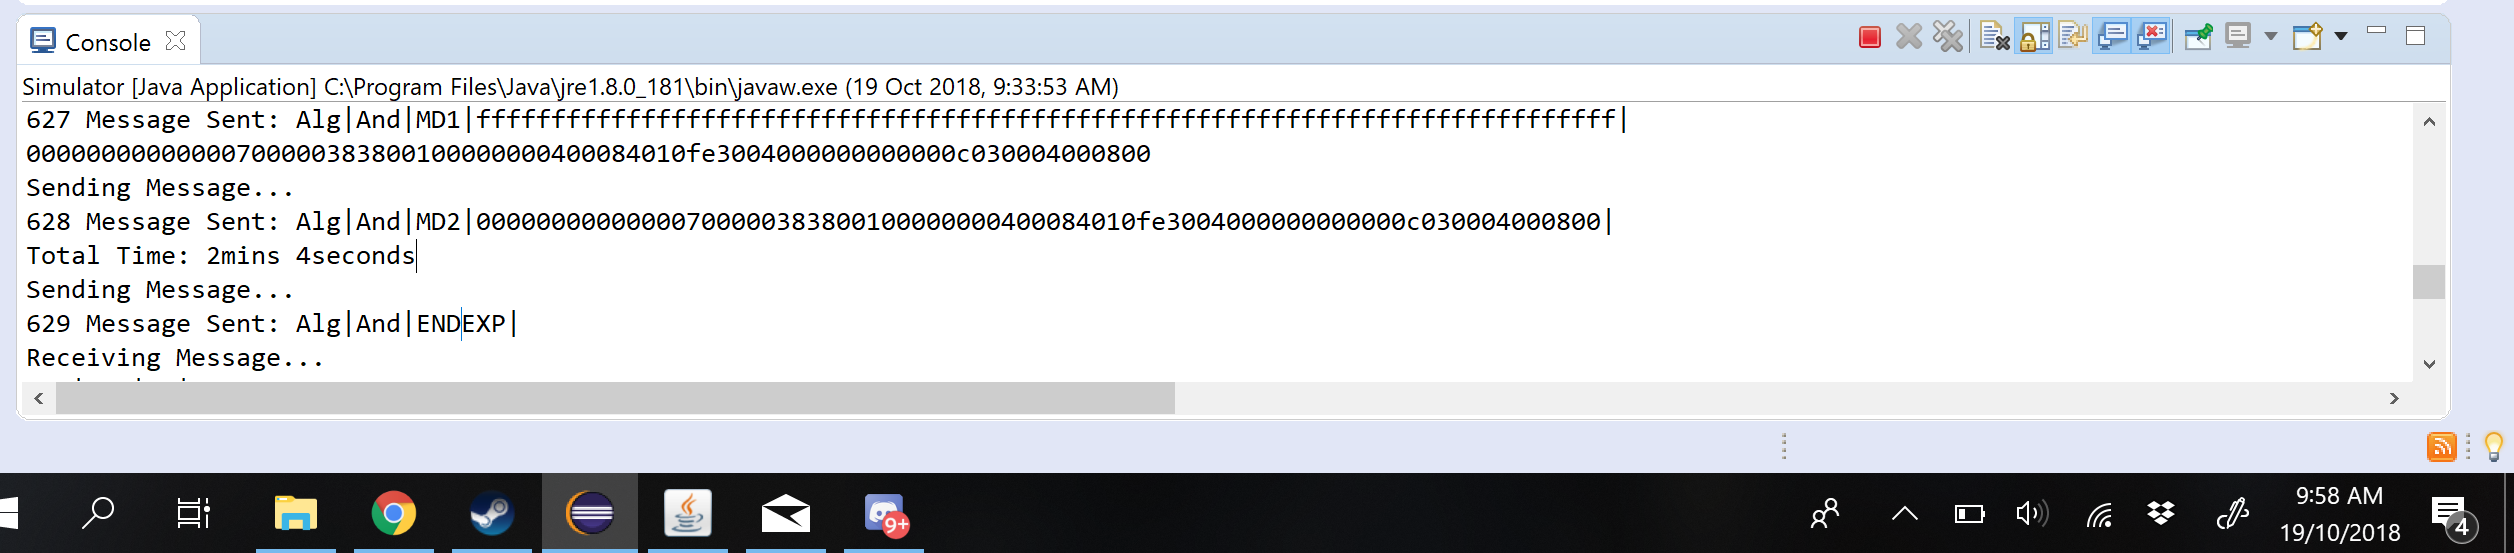 Console
Simulator [Java Application] C:\Program Files\Java\jre1.8.0_181\bin\javaw.exe (19 Oct 2018, 9:33:53 AM)
627 Message Sent: Alg|And|MD1|ffffffffffffffffffffffffffffffffffffffffffffffffffffffffffffffffffffffffffff|
00000000000000700000383800100000000400084010fe3004000000000000c030004000800
Sending Message...
628 Message Sent: Alg|And|MD2|00000000000000700000383800100000000400084010fe3004000000000000c030004000800|
Total Time: 2mins 4seconds
Sending Message...
629 Message Sent: Alg|And|ENDEXP|
Receiving Message...
9+
9:58 AM
19/10/2018
4